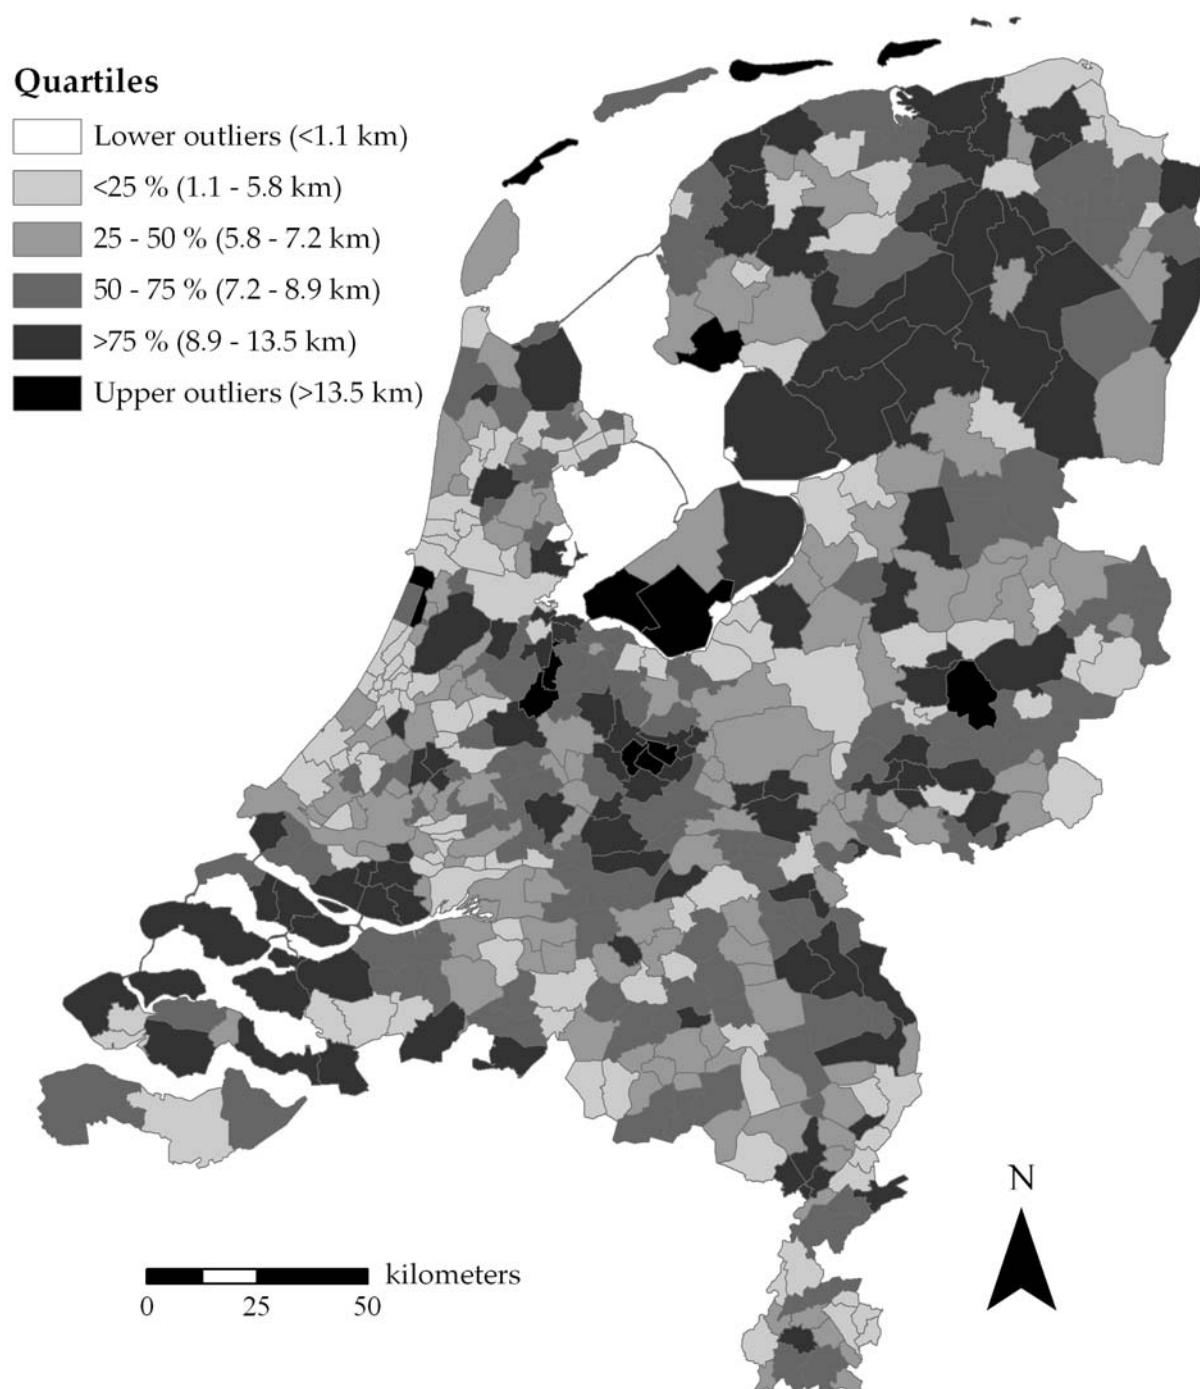 Quartiles
Lower outliers (<1.1 km)
<25 % (1.1 - 5.8 km)
25 - 50 % (5.8 - 7.2 km)
50 - 75 % (7.2 - 8.9 km)
>75 % (8.9 - 13.5 km)
Upper outliers (>13.5 km)
N
kilometers
0 25 50